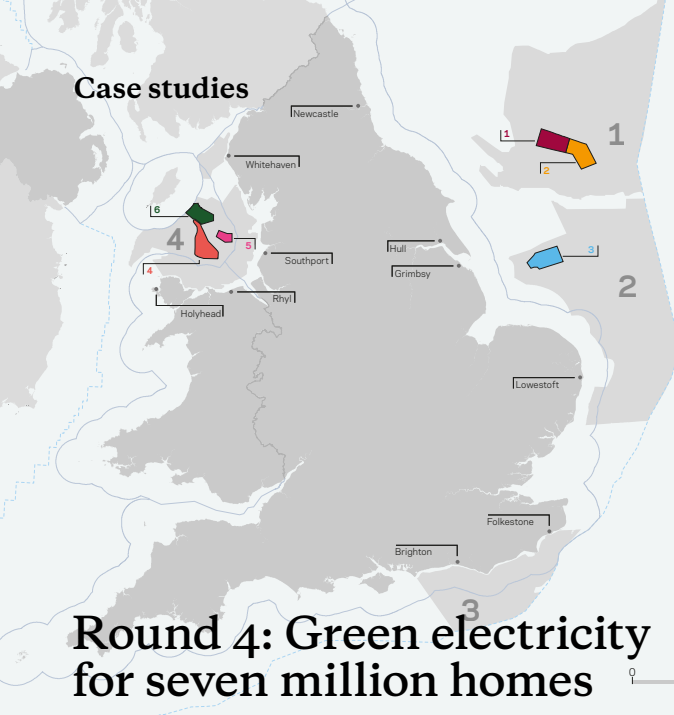 Case studies
Newcastle
1
1
2
Whitehaven
6
4
5
4
Southport
Hull
Grimsby
3
2
Holyhead
Rhyl
Lowestoft
Folkestone
Brighton
3
Round 4: Green electricity
for seven million homes
0